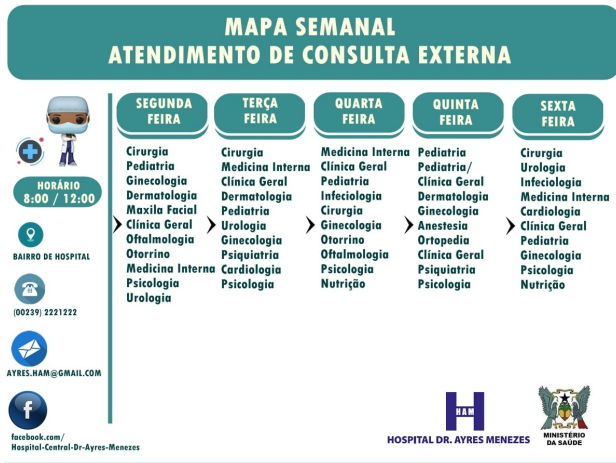 MAPA SEMANAL
ATENDIMENTO DE CONSULTA EXTERNA
HORÁRIO
8:00 / 12:00
BAIRRO DE HOSPITAL
(00239) 2221222
AYRES.HAM@GMAIL.COM
facebook.com/
Hospital-Central-Dr-Ayres-Menezes
SEGUNDA
FEIRA
Cirurgia
Pediatria
Ginecologia
Dermatologia
Maxila Facial
Clínica Geral
Oftalmologia
Otorrino
Medicina Interna
Psicologia
Urologia
TERÇA
FEIRA
Cirurgia
Medicina Interna
Clínica Geral
Dermatologia
Pediatria
Urologia
Ginecologia
Psiquiatria
Cardiologia
Psicologia
QUARTA
FEIRA
Medicina Interna
Clínica Geral
Pediatria
Infeciologia
Cirurgia
Ginecologia
Otorrino
Oftalmologia
Psicologia
Nutrição
QUINTA
FEIRA
Pediatria
Pediatria/
Clínica Geral
Dermatologia
Ginecologia
Anestesia
Ortopedia
Clínica Geral
Psiquiatria
Psicologia
SEXTA
FEIRA
Cirurgia
Urologia
Infeciologia
Medicina Interna
Cardiologia
Clínica Geral
Pediatria
Ginecologia
Psicologia
Nutrição
HAM
HOSPITAL DR. AYRES MENEZES
MINISTÉRIO
DA SAÚDE